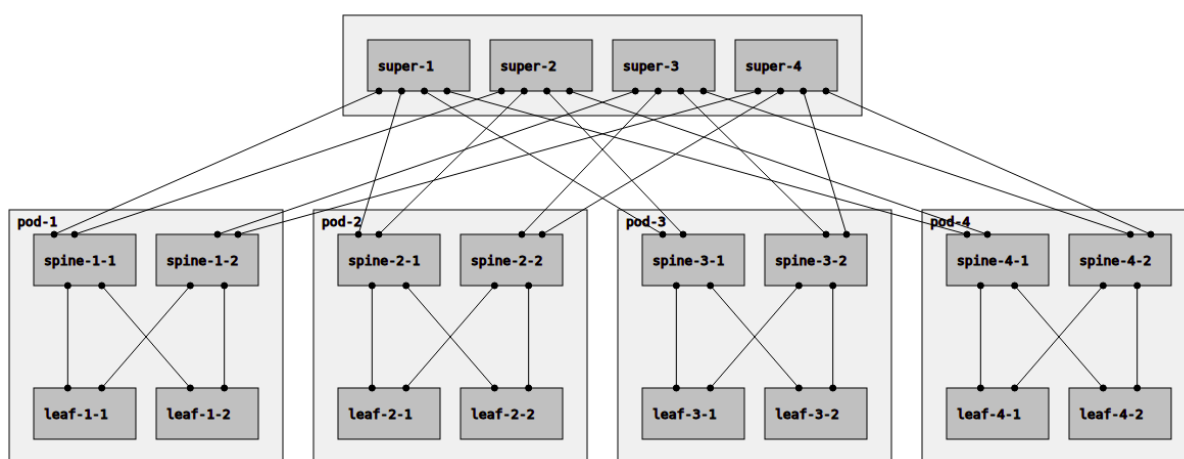 super-1 super-2 super-3 super-4
pod-1 pod-2 pod-3 pod-4
spine-1-1 spine-1-2 spine-2-1 spine-2-2 spine-3-1 spine-3-2 spine-4-1 spine-4-2
leaf-1-1 leaf-1-2 leaf-2-1 leaf-2-2 leaf-3-1 leaf-3-2 leaf-4-1 leaf-4-2